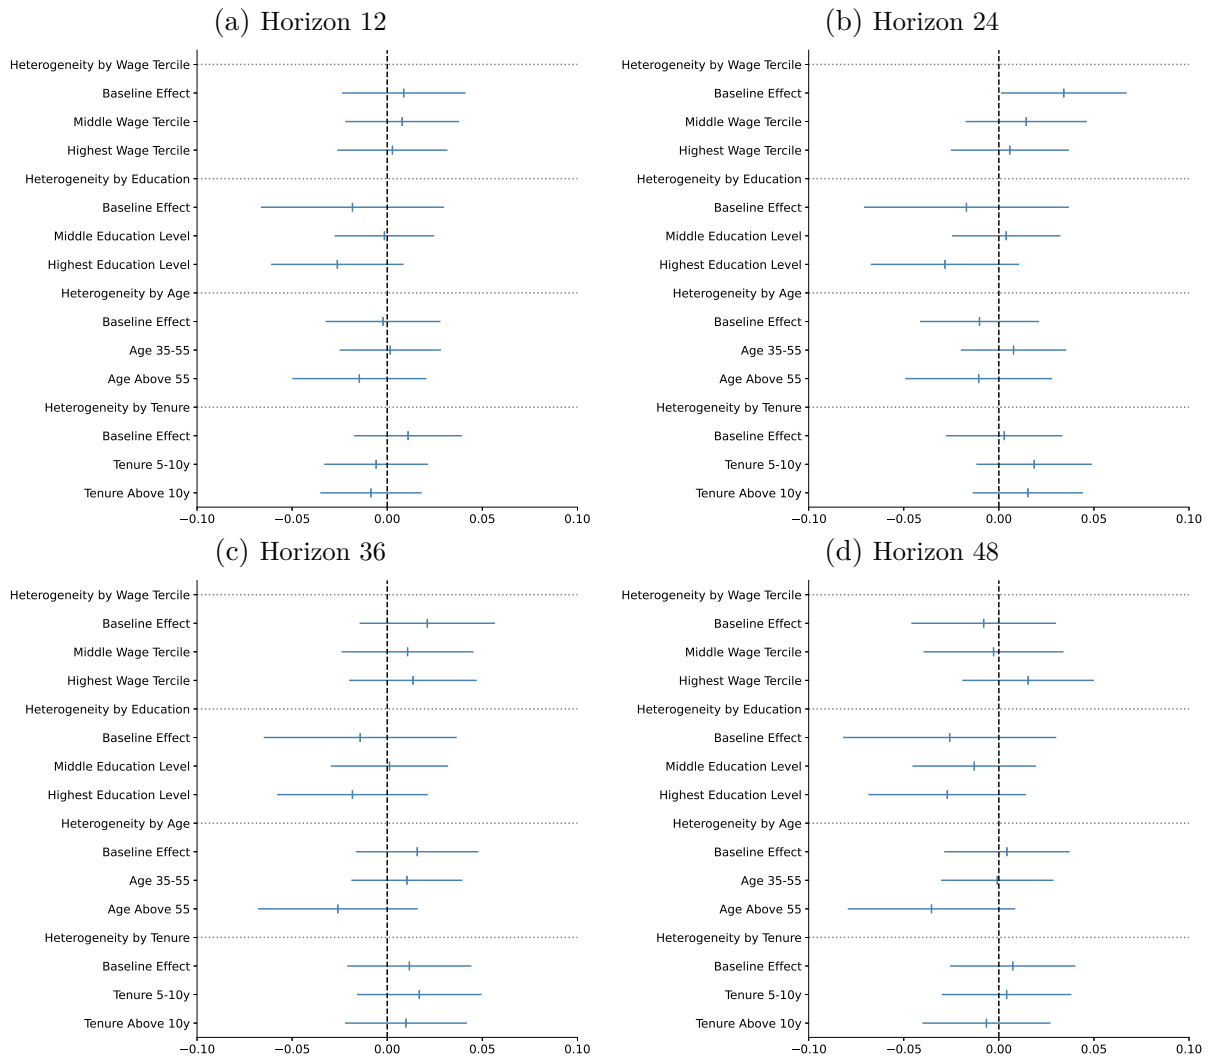 (a) Horizon 12
Heterogeneity by Wage Tercile
Baseline Effect
Middle Wage Tercile
Highest Wage Tercile
Heterogeneity by Education
Baseline Effect
Middle Education Level
Highest Education Level
Heterogeneity by Age
Baseline Effect
Age 35-55
Age Above 55
Heterogeneity by Tenure
Baseline Effect
Tenure 5-10y
Tenure Above 10y
−0.10 −0.05 0.00 0.05 0.10
(b) Horizon 24
Heterogeneity by Wage Tercile
Baseline Effect
Middle Wage Tercile
Highest Wage Tercile
Heterogeneity by Education
Baseline Effect
Middle Education Level
Highest Education Level
Heterogeneity by Age
Baseline Effect
Age 35-55
Age Above 55
Heterogeneity by Tenure
Baseline Effect
Tenure 5-10y
Tenure Above 10y
−0.10 −0.05 0.00 0.05 0.10
(c) Horizon 36
Heterogeneity by Wage Tercile
Baseline Effect
Middle Wage Tercile
Highest Wage Tercile
Heterogeneity by Education
Baseline Effect
Middle Education Level
Highest Education Level
Heterogeneity by Age
Baseline Effect
Age 35-55
Age Above 55
Heterogeneity by Tenure
Baseline Effect
Tenure 5-10y
Tenure Above 10y
−0.10 −0.05 0.00 0.05 0.10
(d) Horizon 48
Heterogeneity by Wage Tercile
Baseline Effect
Middle Wage Tercile
Highest Wage Tercile
Heterogeneity by Education
Baseline Effect
Middle Education Level
Highest Education Level
Heterogeneity by Age
Baseline Effect
Age 35-55
Age Above 55
Heterogeneity by Tenure
Baseline Effect
Tenure 5-10y
Tenure Above 10y
−0.10 −0.05 0.00 0.05 0.10